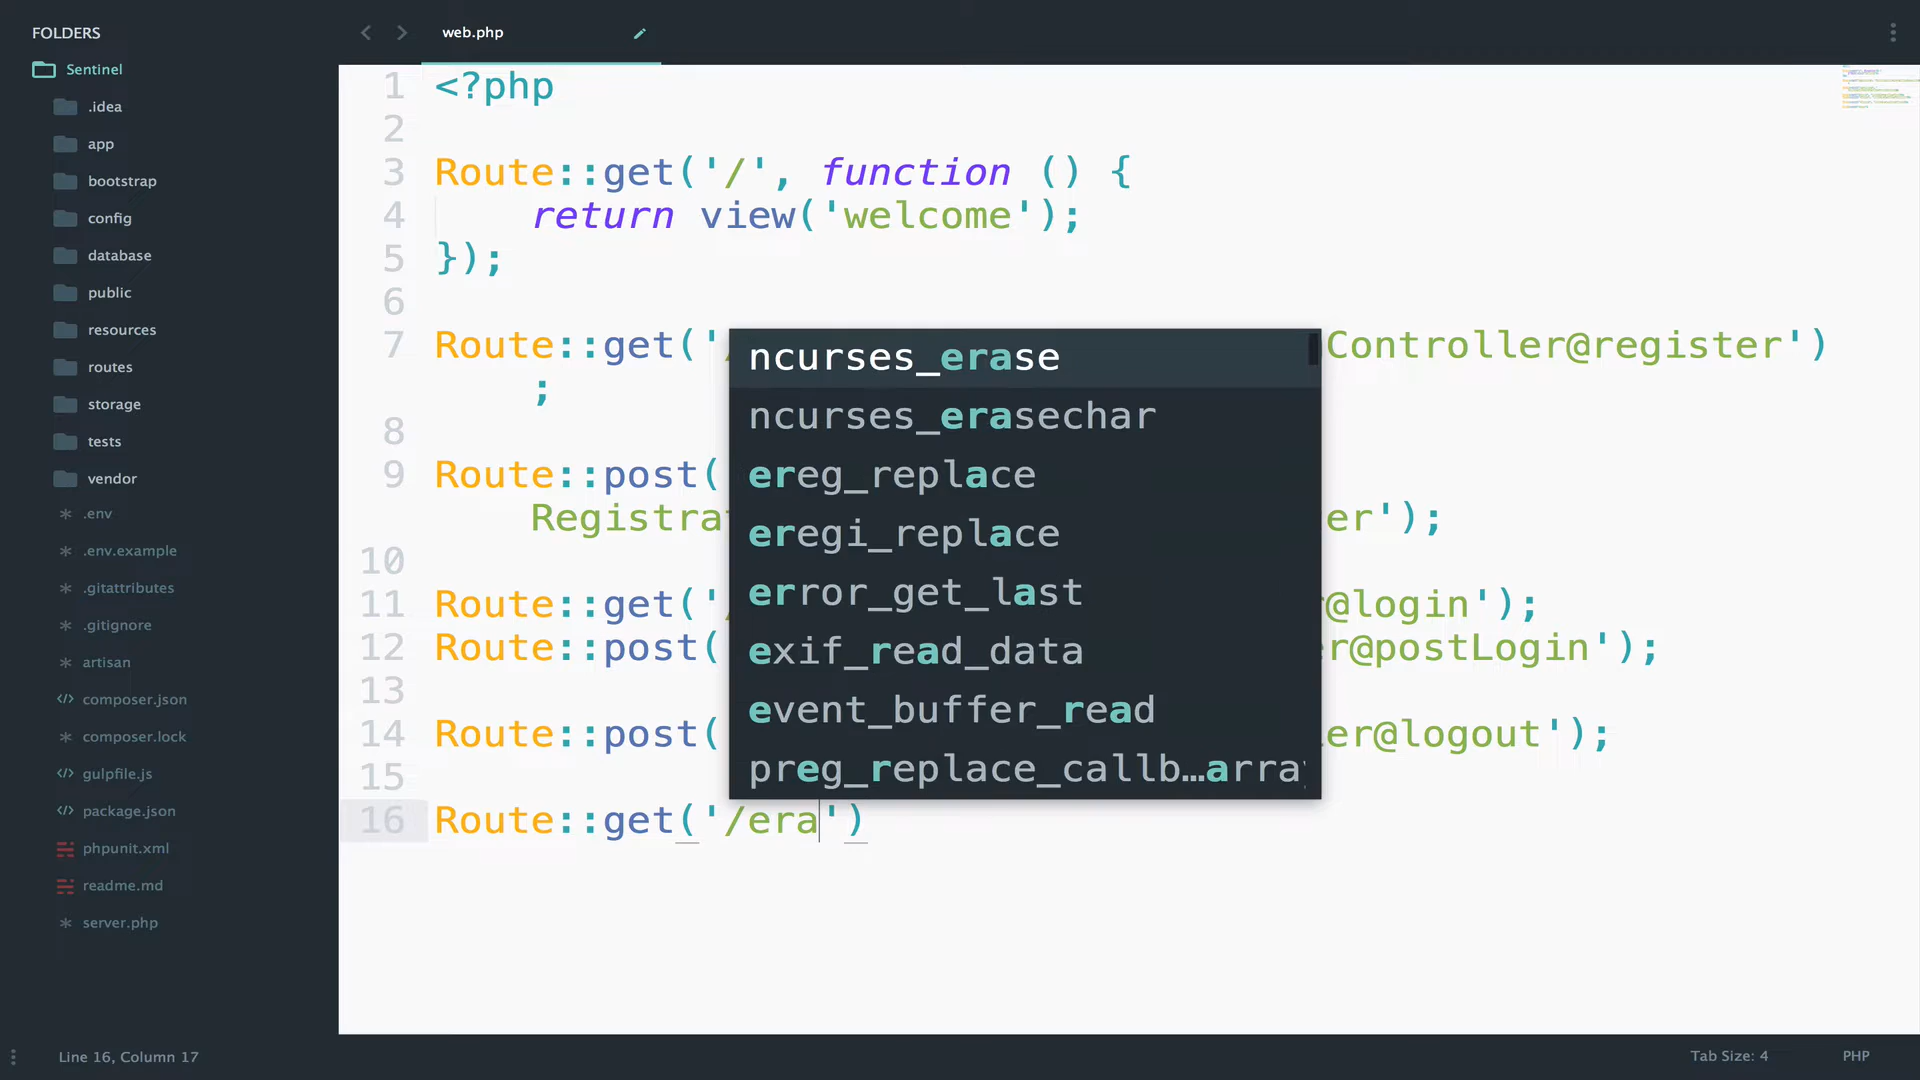 FOLDERS
Sentinel
.idea
app
bootstrap
config
database
public
resources
routes
storage
tests
vendor
.env
.env.example
.gitattributes
.gitignore
artisan
composer.json
composer.lock
gulpfile.js
package.json
phpunit.xml
readme.md
server.php
web.php
1 <?php
2
3 Route::get('/', function () {
4 return view('welcome');
5 });
6
7 Route::get(' Controller@register')
;
8
9 Route::post(
Registra er');
10
11 Route::get(' r@login');
12 Route::post( r@postLogin');
13
14 Route::post( er@logout');
15
16 Route::get('/era')
ncurses_erase
ncurses_erasechar
ereg_replace
eregi_replace
error_get_last
exif_read_data
event_buffer_read
preg_replace_callb…array
Line 16, Column 17
Tab Size: 4
PHP